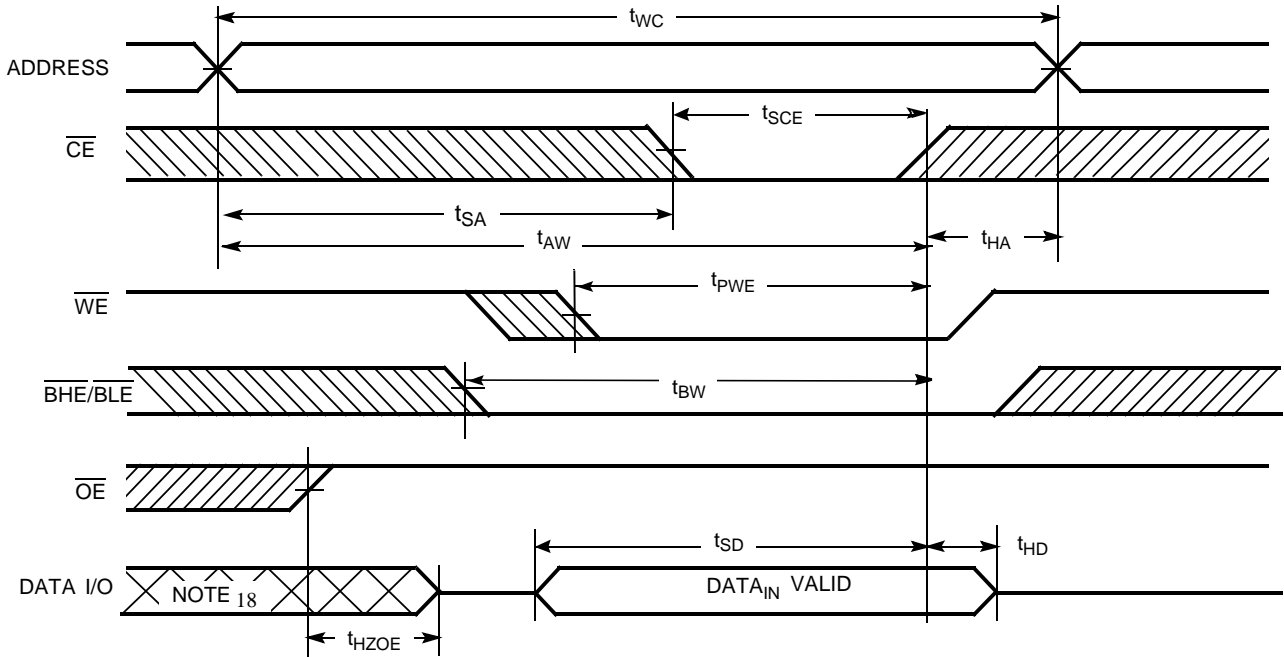 tWC
ADDRESS
tSCE
CE
tSA
tAW
tHA
tPWE
WE
tBW
BHE/BLE
OE
tSD
tHD
DATA I/O
NOTE 18
DATAIN VALID
tHZOE